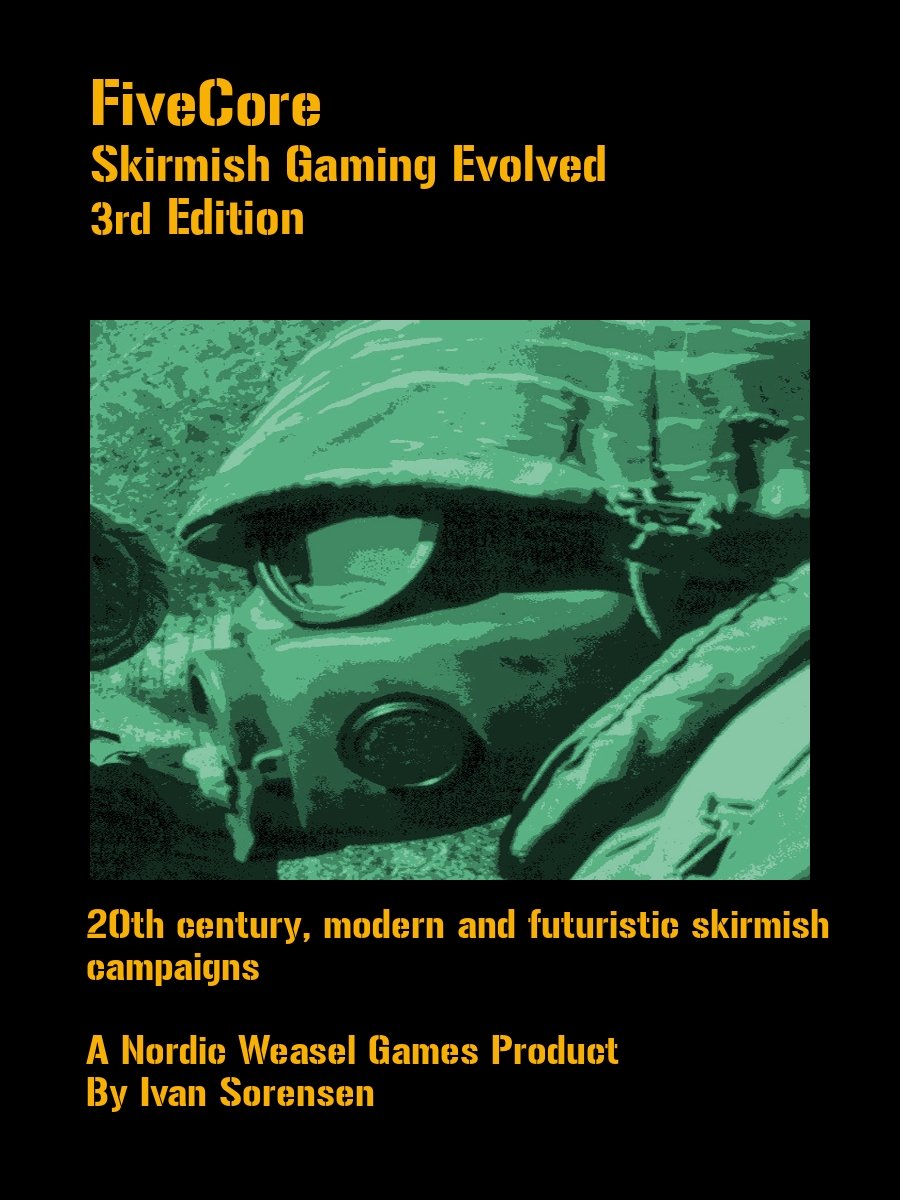 FiveCore
Skirmish Gaming Evolved
3rd Edition
20th century, modern and futuristic skirmish
campaigns
A Nordic Weasel Games Product
By Ivan Sorensen